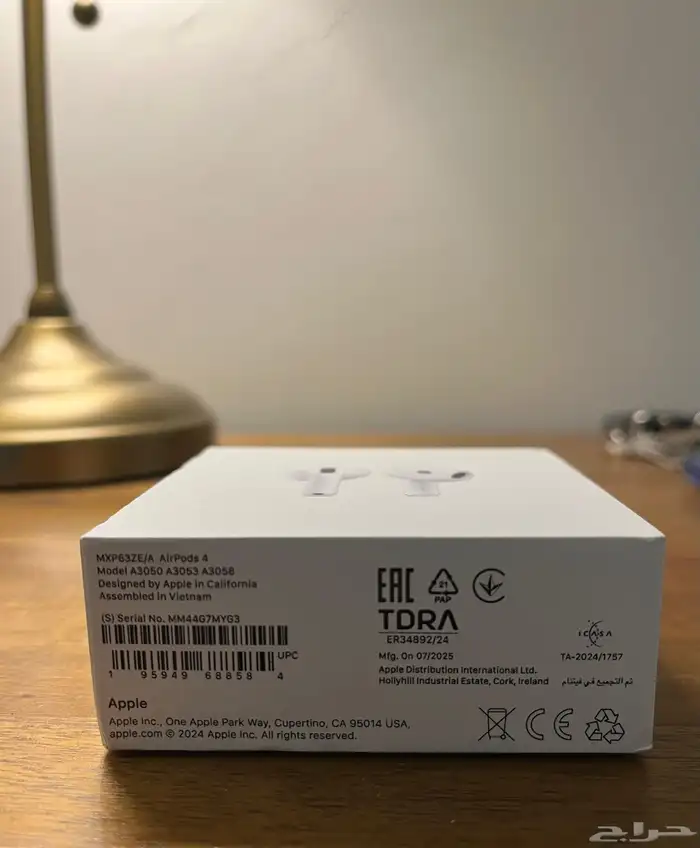 MXP63ZE/A AirPods 4
Model A3050 A3053 A3058
Designed by Apple in California
Assembled in Vietnam
(S) Serial No. MM44G7MYG3
UPC
1 95949 68858 4
Apple
Apple Inc., One Apple Park Way, Cupertino, CA 95014 USA.
apple.com © 2024 Apple Inc. All rights reserved.
EAC
21
PAP
TDRA
ER34892/24
Mfg. On 07/2025
Apple Distribution International Ltd.
Hollyhill Industrial Estate, Cork, Ireland
ICASA
TA-2024/1757
تم التجميع في فيتنام
CE
حراج